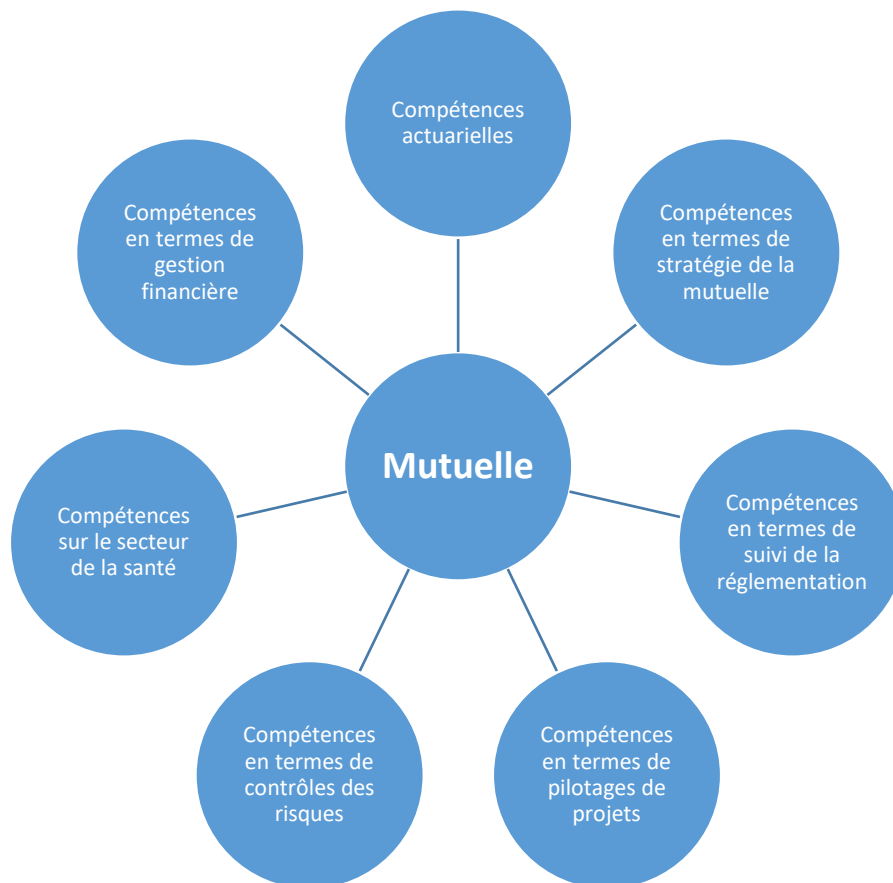 Compétences
actuarielles
Compétences
en termes de
stratégie de la
mutuelle
Compétences
en termes de
suivi de la
réglementation
Compétences
en termes de
pilotages de
projets
Compétences
en termes de
contrôles des
risques
Compétences
sur le secteur
de la santé
Compétences
en termes de
gestion
financière
Mutuelle